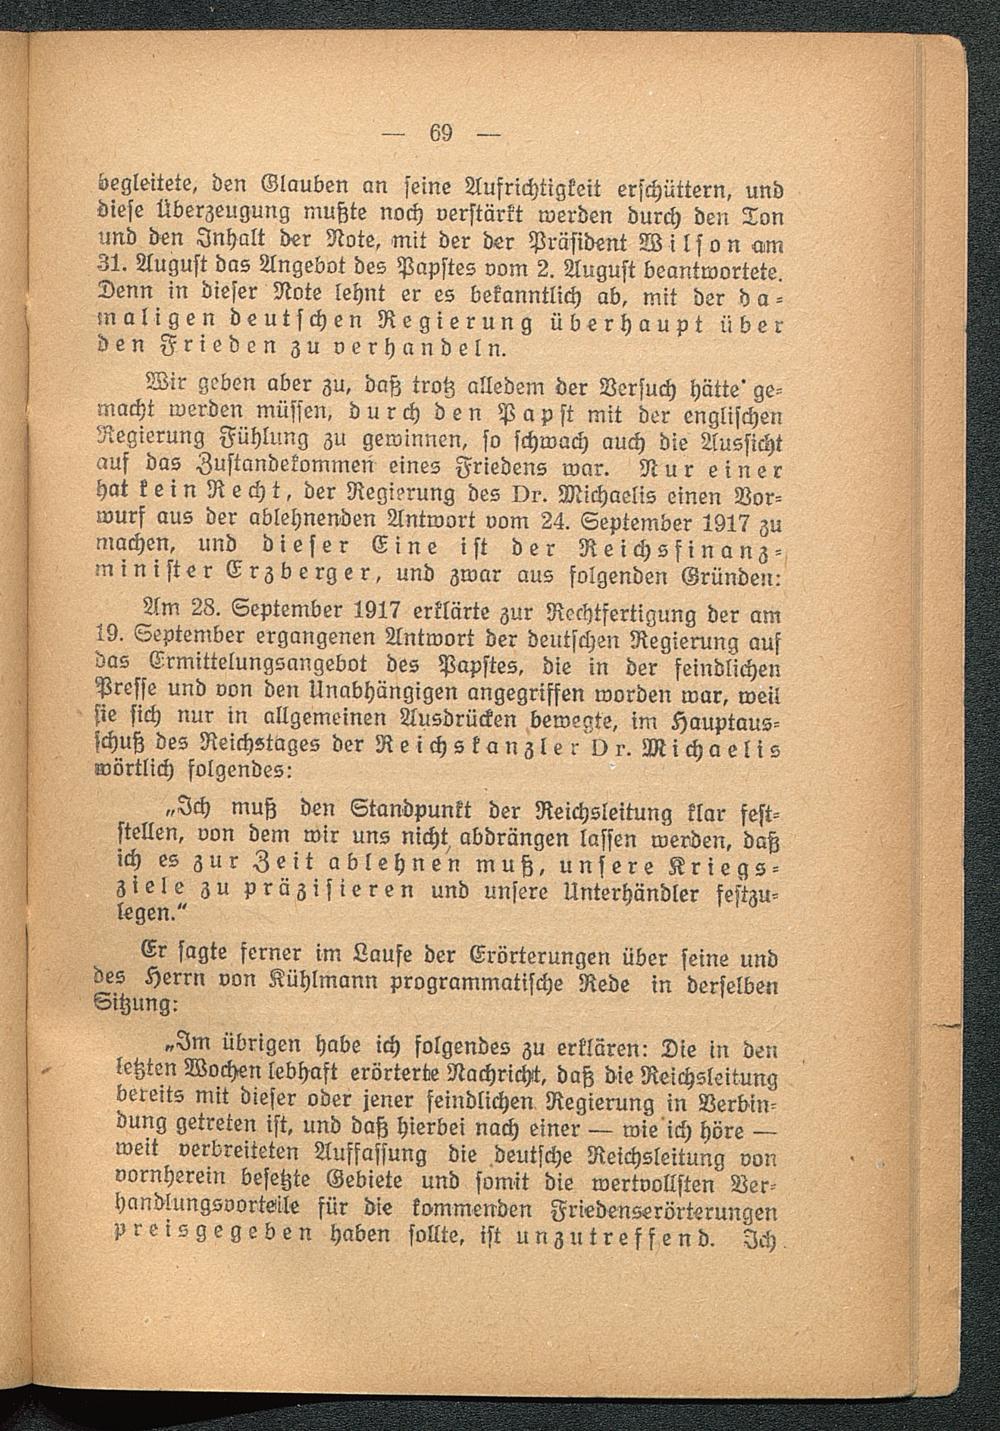 — 69 —
begleitete, den Glauben an seine Aufrichtigkeit erschüttern, und
diese Überzeugung mußte noch verstärkt werden durch den Ton
und den Inhalt der Note, mit der der Präsident Wilson am
31. August das Angebot des Papstes vom 2. August beantwortete.
Denn in dieser Note lehnt er es bekanntlich ab, mit der da-
maligen deutschen Regierung überhaupt über
den Frieden zu verhandeln.
Wir geben aber zu, daß trotz alledem der Versuch hätte ge-
macht werden müssen, durch den Papst mit der englischen
Regierung Fühlung zu gewinnen, so schwach auch die Aussicht
auf das Zustandekommen eines Friedens war. Nur einer
hat kein Recht, der Regierung des Dr. Michaelis einen Vor-
wurf aus der ablehnenden Antwort vom 24. September 1917 zu
machen, und dieser Eine ist der Reichsfinanz-
minister Erzberger, und zwar aus folgenden Gründen:
Am 28. September 1917 erklärte zur Rechtfertigung der am
19. September ergangenen Antwort der deutschen Regierung auf
das Ermittelungsangebot des Papstes, die in der feindlichen
Presse und von den Unabhängigen angegriffen worden war, weil
sie sich nur in allgemeinen Ausdrücken bewegte, im Hauptaus-
schuß des Reichstages der Reichskanzler Dr. Michaelis
wörtlich folgendes:
„Ich muß den Standpunkt der Reichsleitung klar fest-
stellen, von dem wir uns nicht abdrängen lassen werden, daß
ich es zur Zeit ablehnen muß, unsere Kriegs-
ziele zu präzisieren und unsere Unterhändler festzu-
legen.“
Er sagte ferner im Laufe der Erörterungen über seine und
des Herrn von Kühlmann programmatische Rede in derselben
Sitzung:
„Im übrigen habe ich folgendes zu erklären: Die in den
letzten Wochen lebhaft erörterte Nachricht, daß die Reichsleitung
bereits mit dieser oder jener feindlichen Regierung in Verbin-
dung getreten ist, und daß hierbei nach einer — wie ich höre —
weit verbreiteten Auffassung die deutsche Reichsleitung von
vornherein besetzte Gebiete und somit die wertvollsten Ver-
handlungsvorteile für die kommenden Friedenserörterungen
preisgegeben haben sollte, ist unzutreffend. Ich